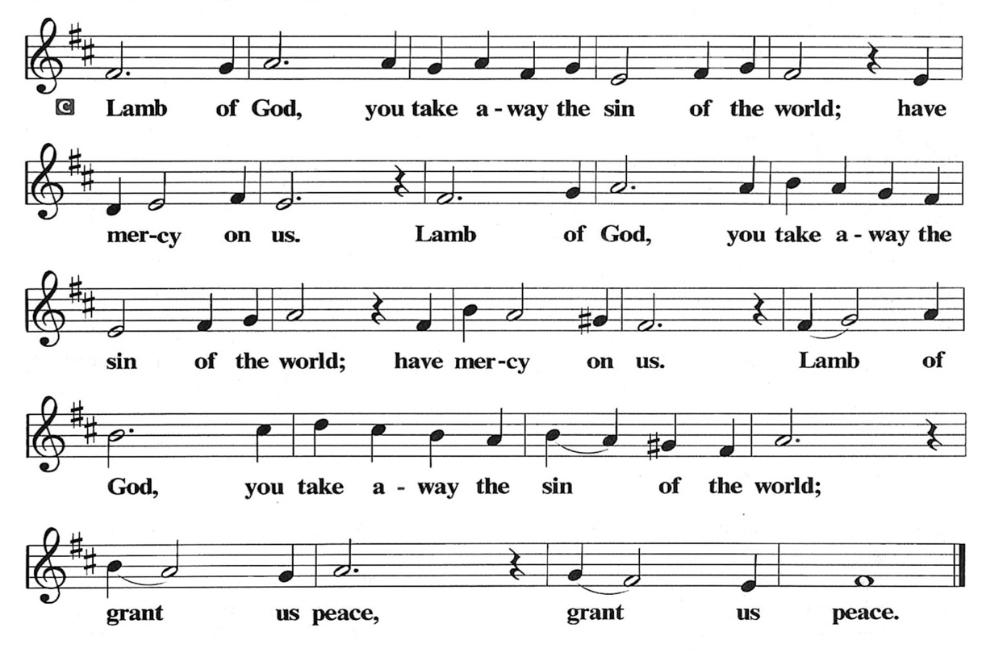 C Lamb of God, you take a - way the sin of the world; have
mer-cy on us. Lamb of God, you take a - way the
sin of the world; have mer-cy on us. Lamb of
God, you take a - way the sin of the world;
grant us peace, grant us peace.